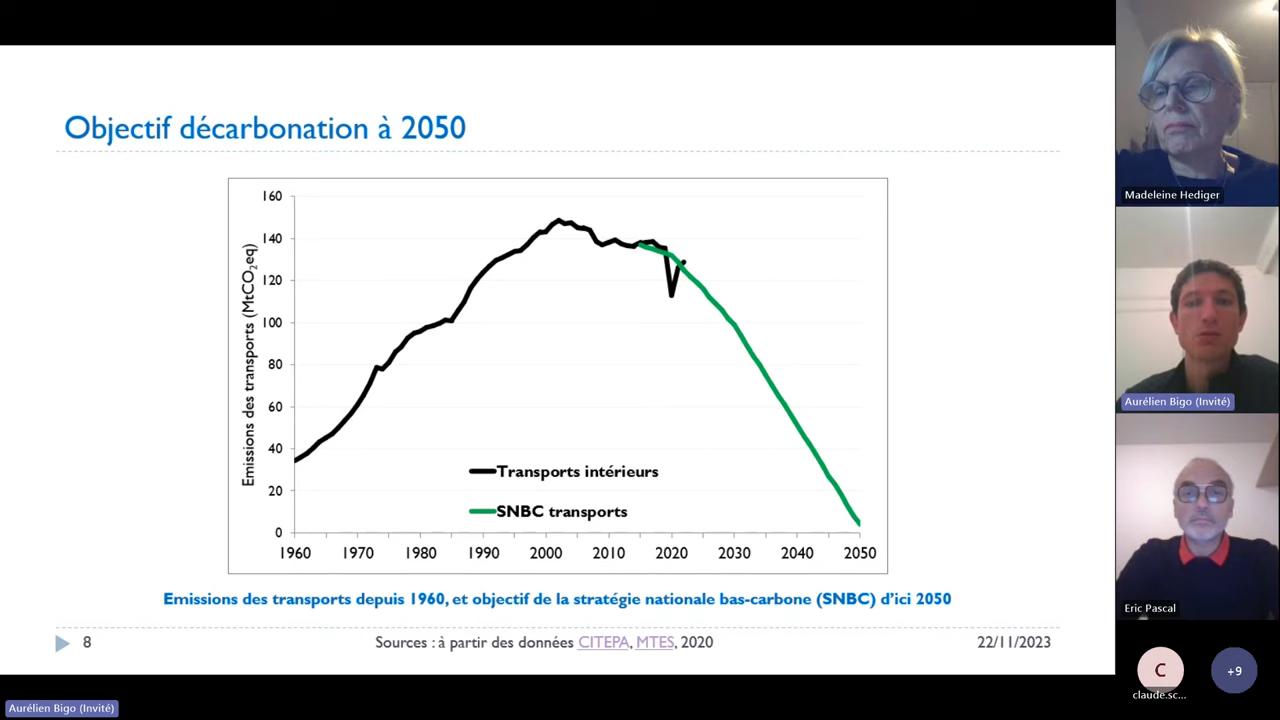 Objectif décarbonation à 2050
160
140
120
100
80
60
40
20
0
Emissions des transports (MtCO2eq)
Transports intérieurs
SNBC transports
1960 1970 1980 1990 2000 2010 2020 2030 2040 2050
Emissions des transports depuis 1960, et objectif de la stratégie nationale bas-carbone (SNBC) d'ici 2050
8 Sources : à partir des données CITEPA, MTES, 2020 22/11/2023
Madeleine Hediger
Aurélien Bigo (Invité)
Eric Pascal
C
+9
claude.sc...
Aurélien Bigo (Invité)